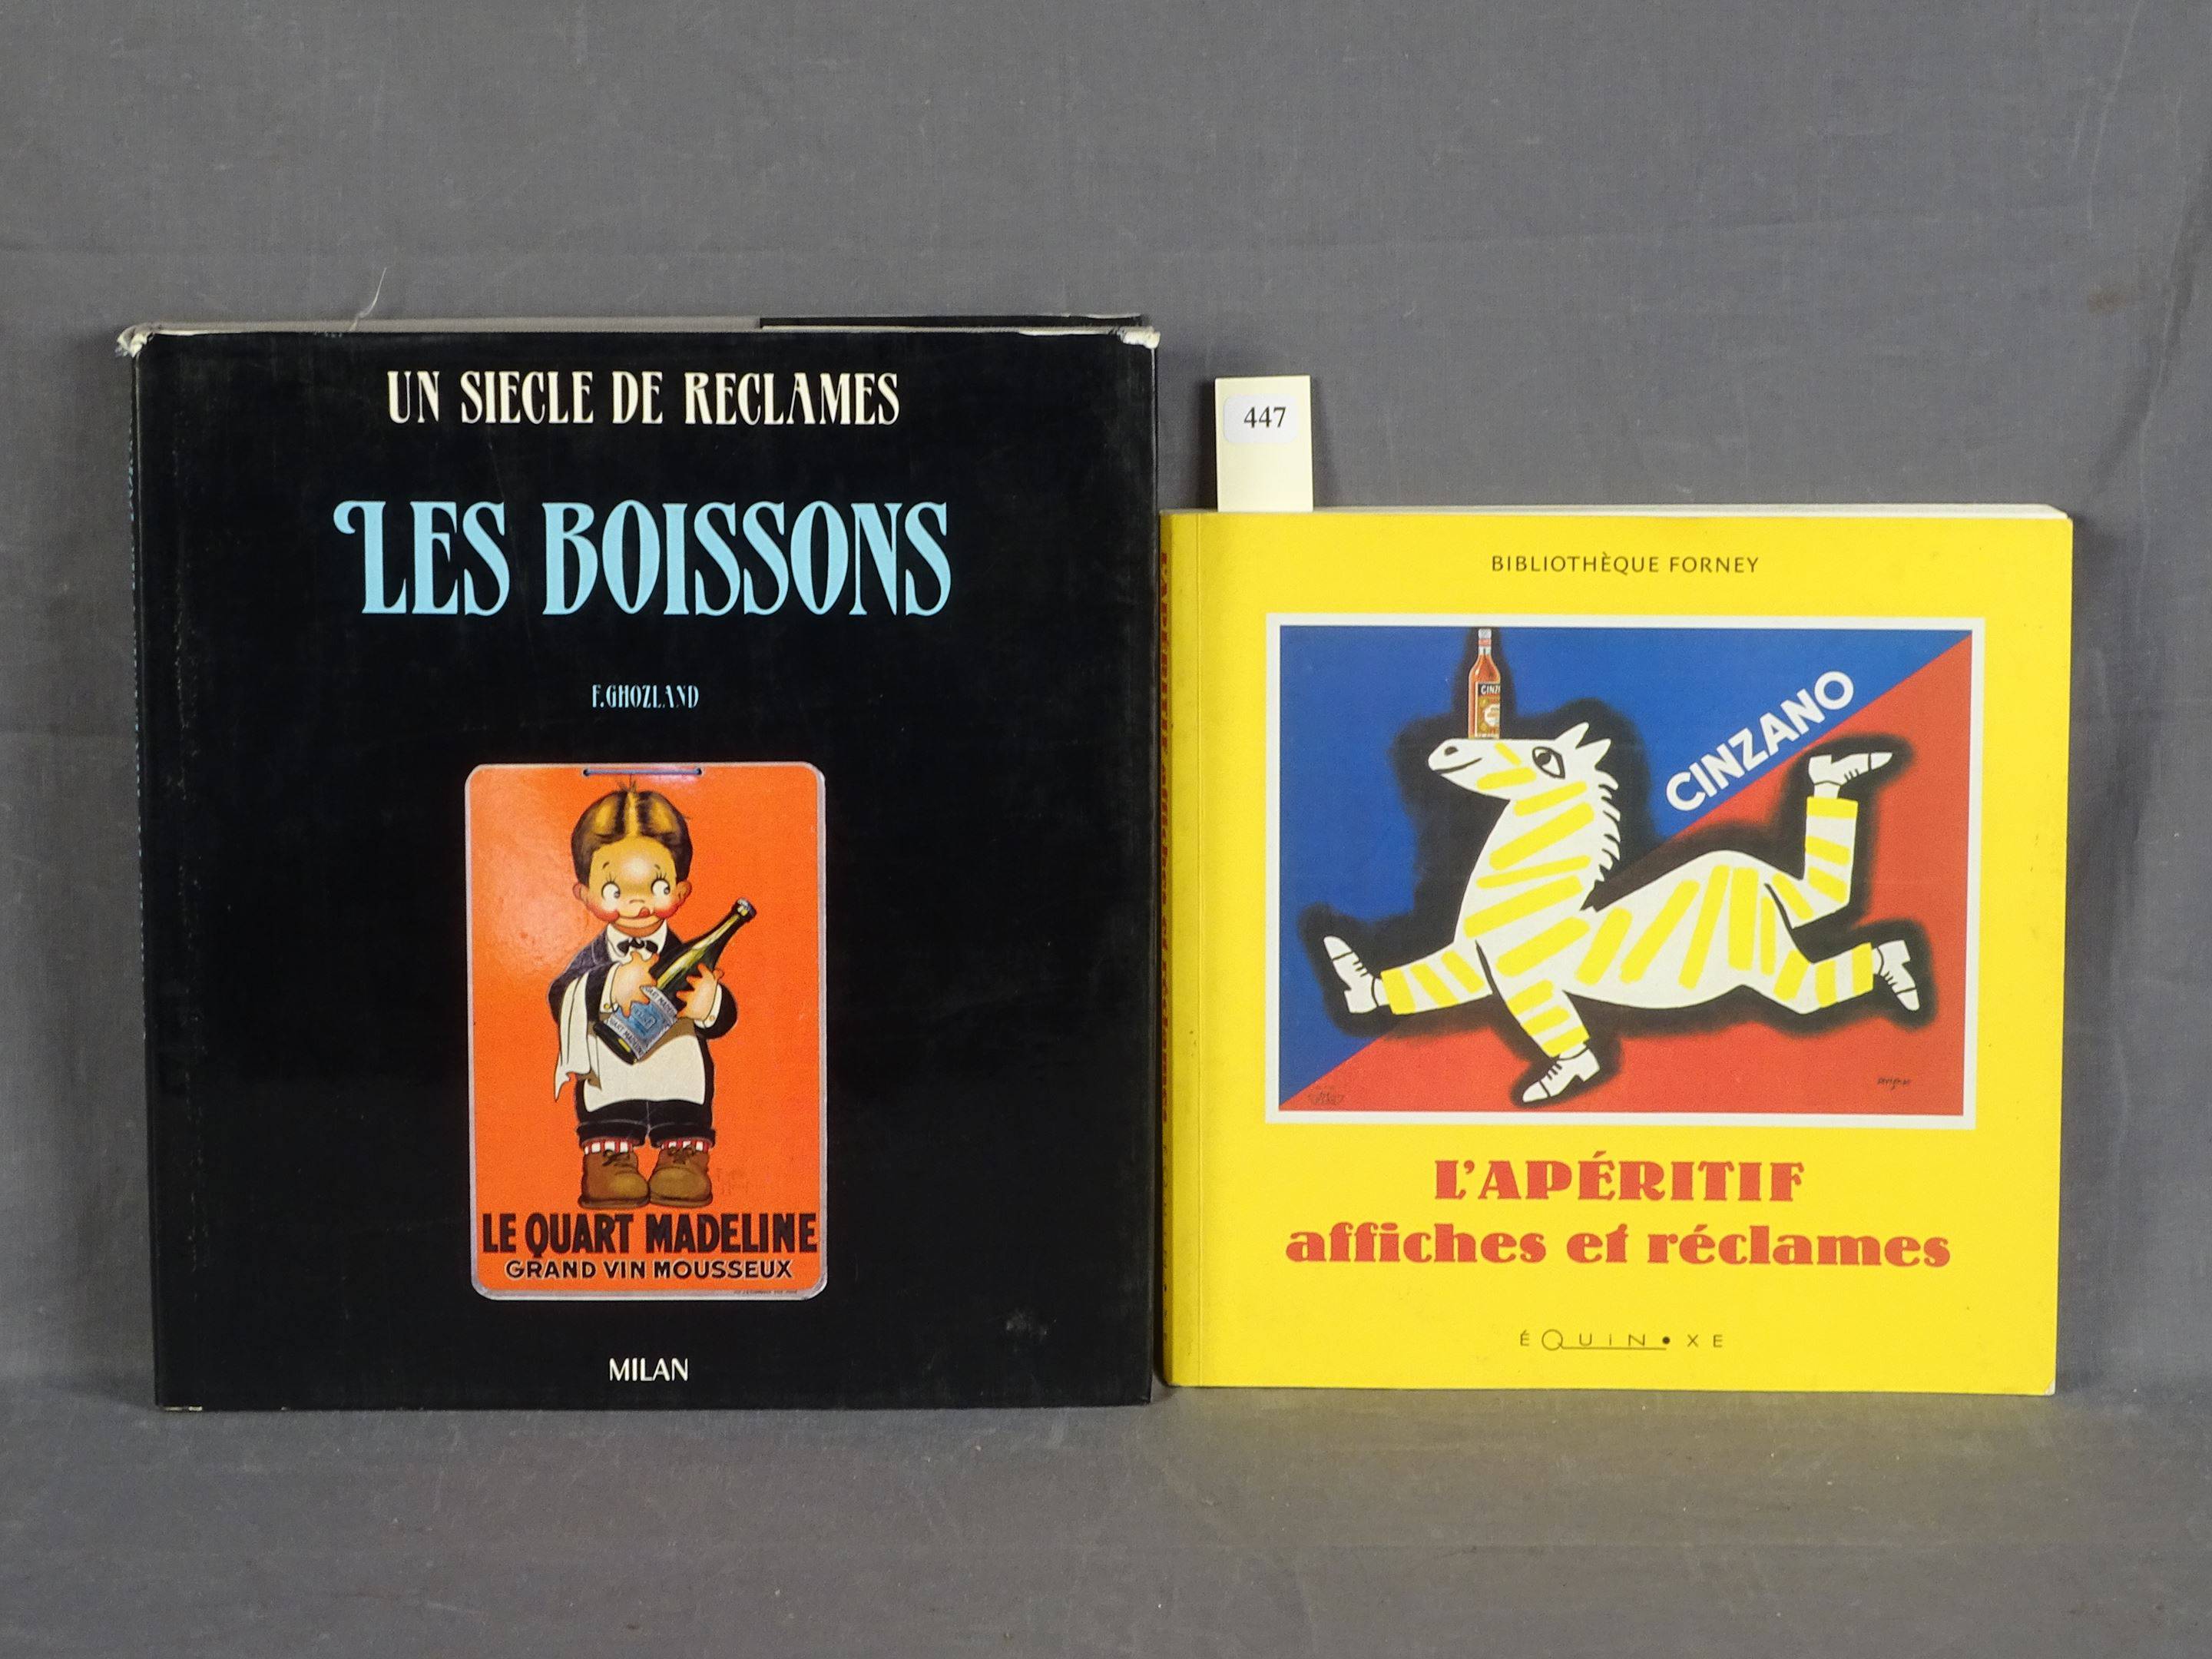 UN SIECLE DE RECLAMES
LES BOISSONS
F. GHOZLAND
LE QUART MADELINE
GRAND VIN MOUSSEUX
MILAN
447
BIBLIOTHÈQUE FORNEY
CINZANO
L'APÉRITIF
affiches et réclames
ÉQUiNOXE